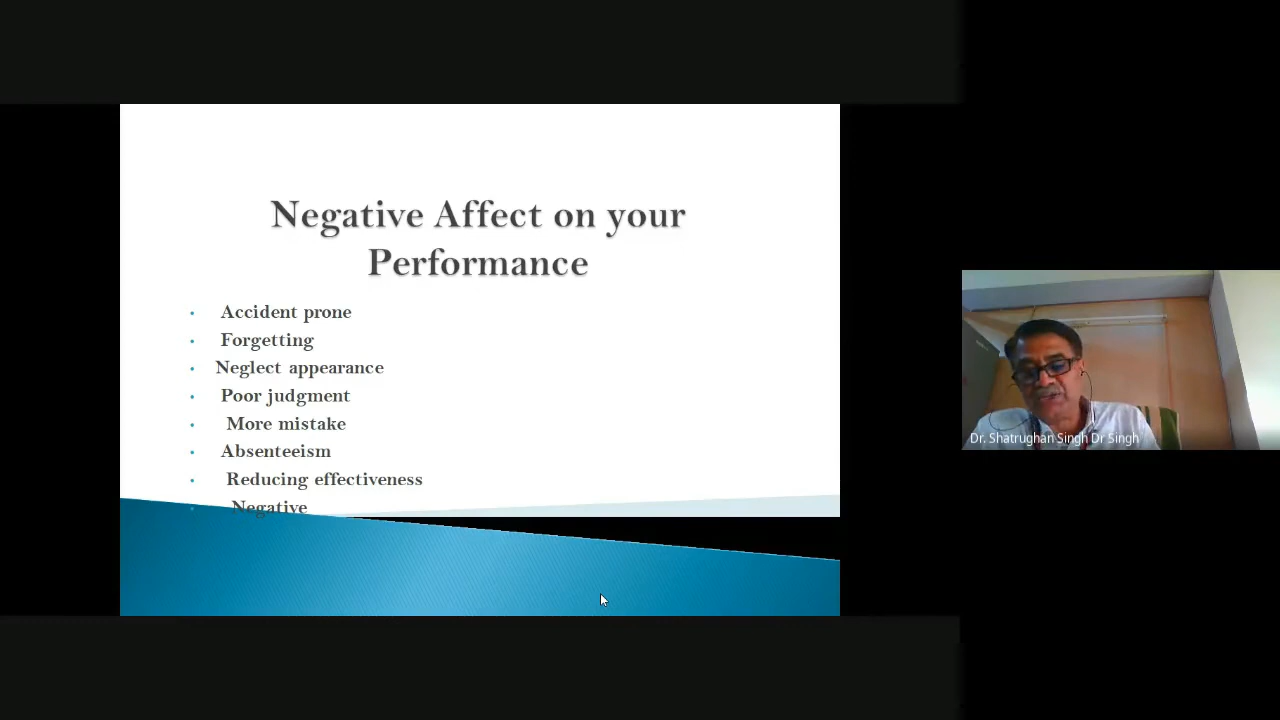 Negative Affect on your
Performance
• Accident prone
• Forgetting
• Neglect appearance
• Poor judgment
• More mistake
• Absenteeism
• Reducing effectiveness
• Negative
Dr. Shatrughan Singh Dr Singh